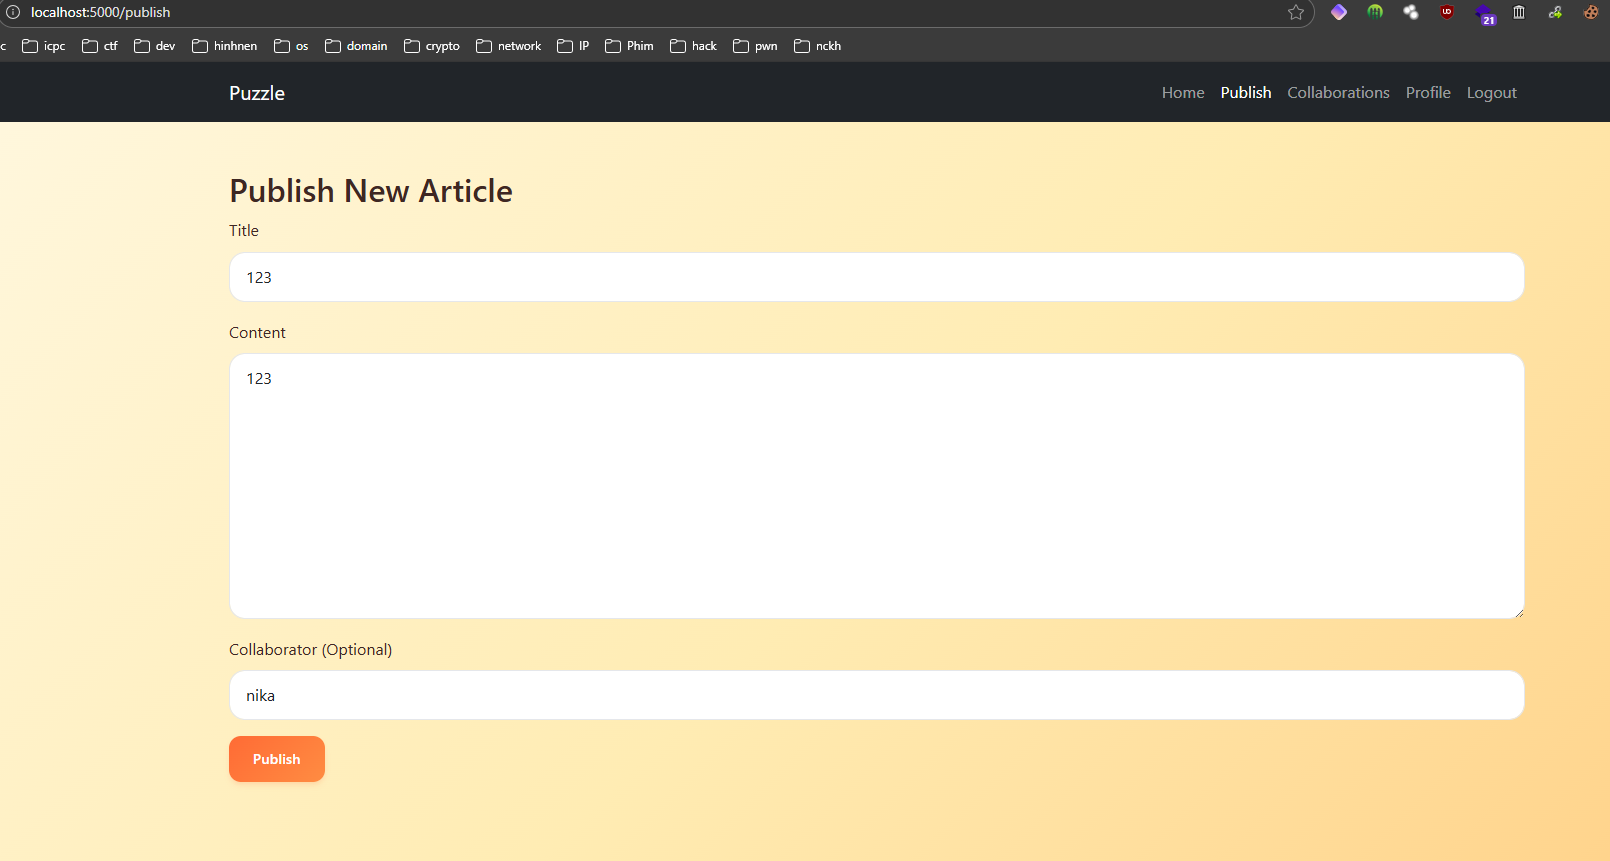 localhost:5000/publish
UD
21
c icpc ctf dev hinhnen os domain crypto network IP Phim hack pwn nckh
Puzzle Home Publish Collaborations Profile Logout
Publish New Article
Title
123
Content
123
Collaborator (Optional)
nika
Publish